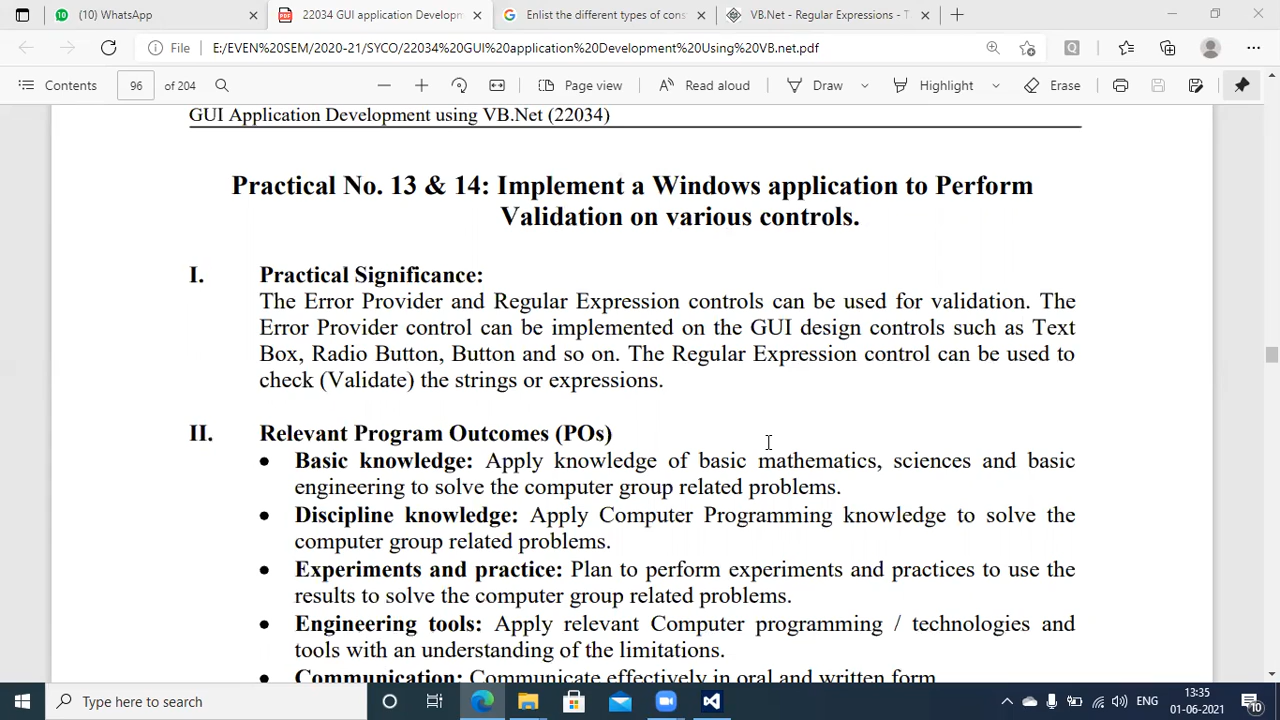 (10) WhatsApp
22034 GUI application Developm
Enlist the different types of const
VB.Net - Regular Expressions - T
File
E:/EVEN%20SEM/2020-21/SYCO/22034%20GUI%20application%20Development%20Using%20VB.net.pdf
Contents
96
of 204
Page view
Read aloud
Draw
Highlight
Erase
GUI Application Development using VB.Net (22034)
Practical No. 13 & 14: Implement a Windows application to Perform
Validation on various controls.
I. Practical Significance:
The Error Provider and Regular Expression controls can be used for validation. The
Error Provider control can be implemented on the GUI design controls such as Text
Box, Radio Button, Button and so on. The Regular Expression control can be used to
check (Validate) the strings or expressions.
II. Relevant Program Outcomes (POs)
• Basic knowledge: Apply knowledge of basic mathematics, sciences and basic
engineering to solve the computer group related problems.
• Discipline knowledge: Apply Computer Programming knowledge to solve the
computer group related problems.
• Experiments and practice: Plan to perform experiments and practices to use the
results to solve the computer group related problems.
• Engineering tools: Apply relevant Computer programming / technologies and
tools with an understanding of the limitations.
• Communication: Communicate effectively in oral and written form
Type here to search
ENG
13:35
01-06-2021
10